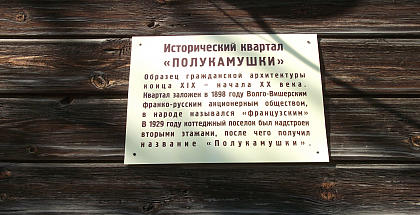 Исторический квартал
«ПОЛУКАМУШКИ»
Образец гражданской архитектуры
конца XIX – начала XX века.
Квартал заложен в 1898 году Волго-Вишерским
франко-русским акционерным обществом,
в народе назывался «французским»
В 1929 году коттеджный поселок был надстроен
вторыми этажами, после чего получил
название «Полукамушки».